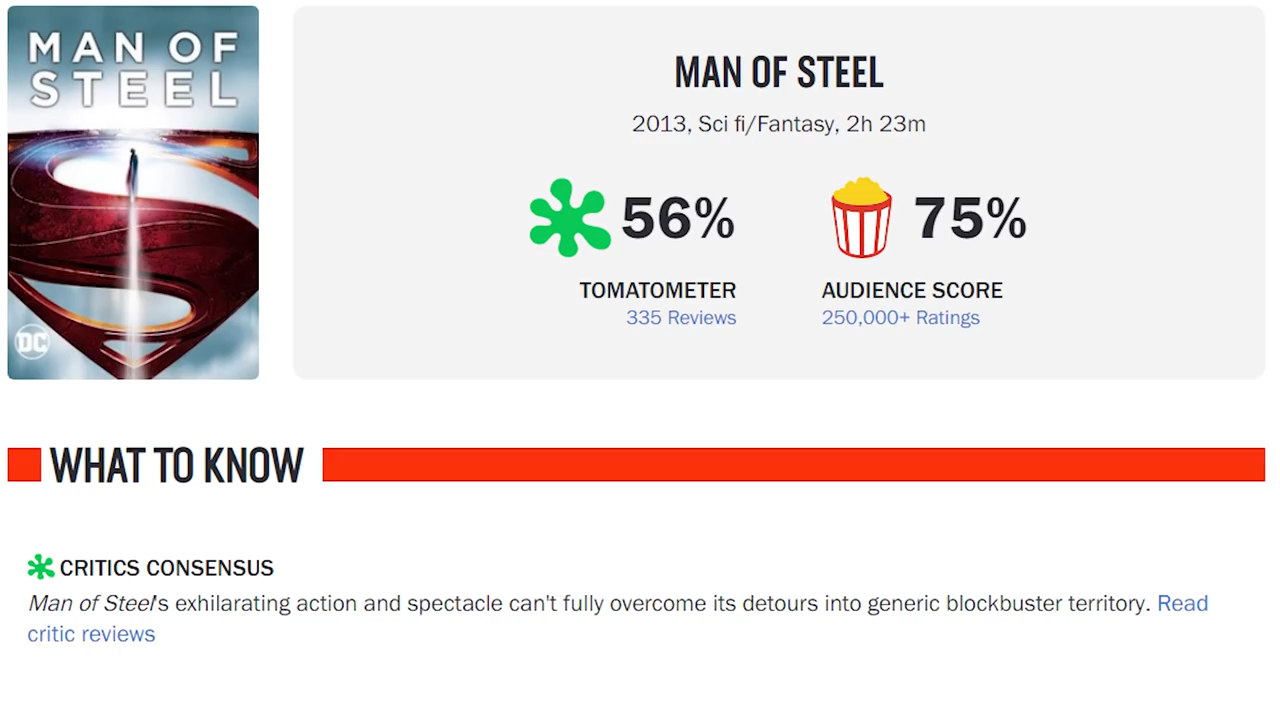 MAN OF
STEEL
DC
MAN OF STEEL
2013, Sci fi/Fantasy, 2h 23m
56%
75%
TOMATOMETER
AUDIENCE SCORE
335 Reviews
250,000+ Ratings
WHAT TO KNOW
CRITICS CONSENSUS
Man of Steel's exhilarating action and spectacle can't fully overcome its detours into generic blockbuster territory. Read
critic reviews